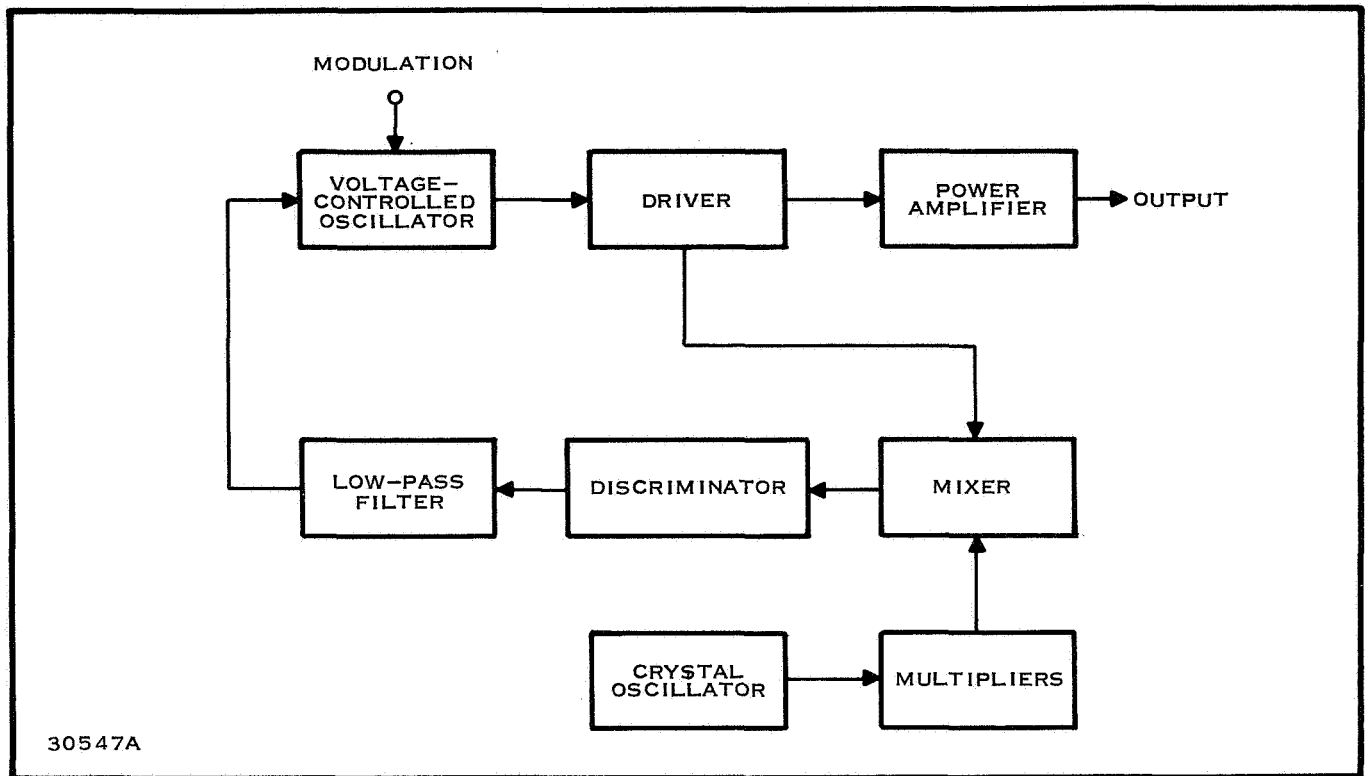 MODULATION
VOLTAGE-
CONTROLLED
OSCILLATOR
DRIVER
POWER
AMPLIFIER
OUTPUT
LOW-PASS
FILTER
DISCRIMINATOR
MIXER
CRYSTAL
OSCILLATOR
MULTIPLIERS
30547A